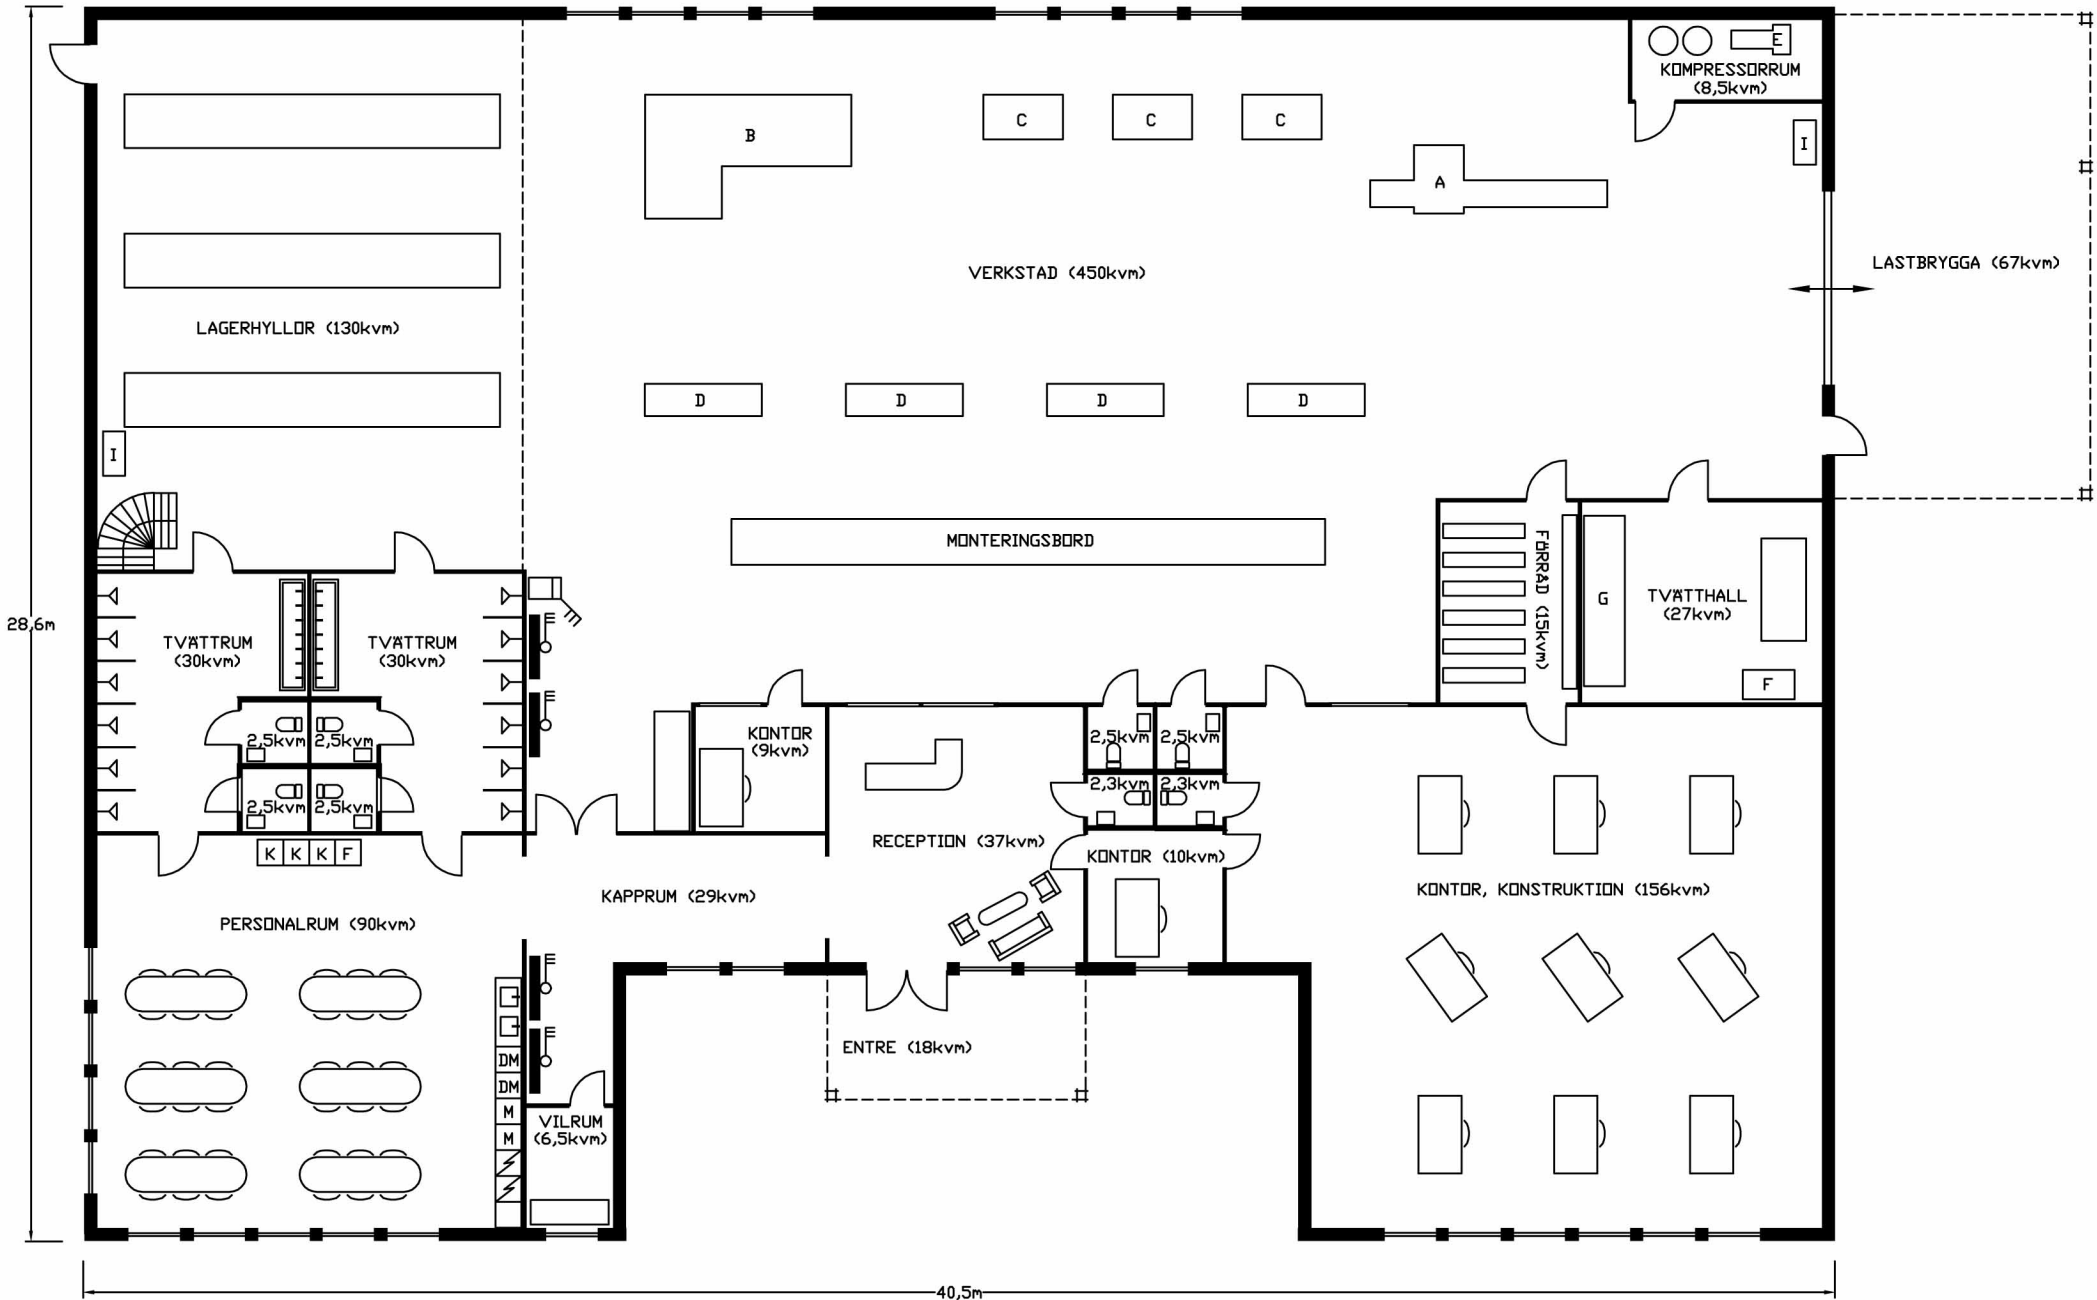 E
KOMPRESSORRUM
(8,5kvm)
B
C
C
C
I
A
VERKSTAD (450kvm)
LASTBRYGGA (67kvm)
LAGERHYLLOR (130kvm)
D
D
D
D
I
MONTERINGSBORD
FÖRRÅD (15kvm)
G
TVÄTTHALL
(27kvm)
F
28,6m
TVÄTTRUM
(30kvm)
TVÄTTRUM
(30kvm)
2,5kvm
2,5kvm
2,5kvm
2,5kvm
KONTOR
(9kvm)
2,5kvm
2,5kvm
2,3kvm
2,3kvm
K K K F
RECEPTION (37kvm)
KONTOR (10kvm)
KAPPRUM (29kvm)
KONTOR, KONSTRUKTION (156kvm)
PERSONALRUM (90kvm)
ENTRE (18kvm)
DM
DM
M
M
VILRUM
(6,5kvm)
40,5m